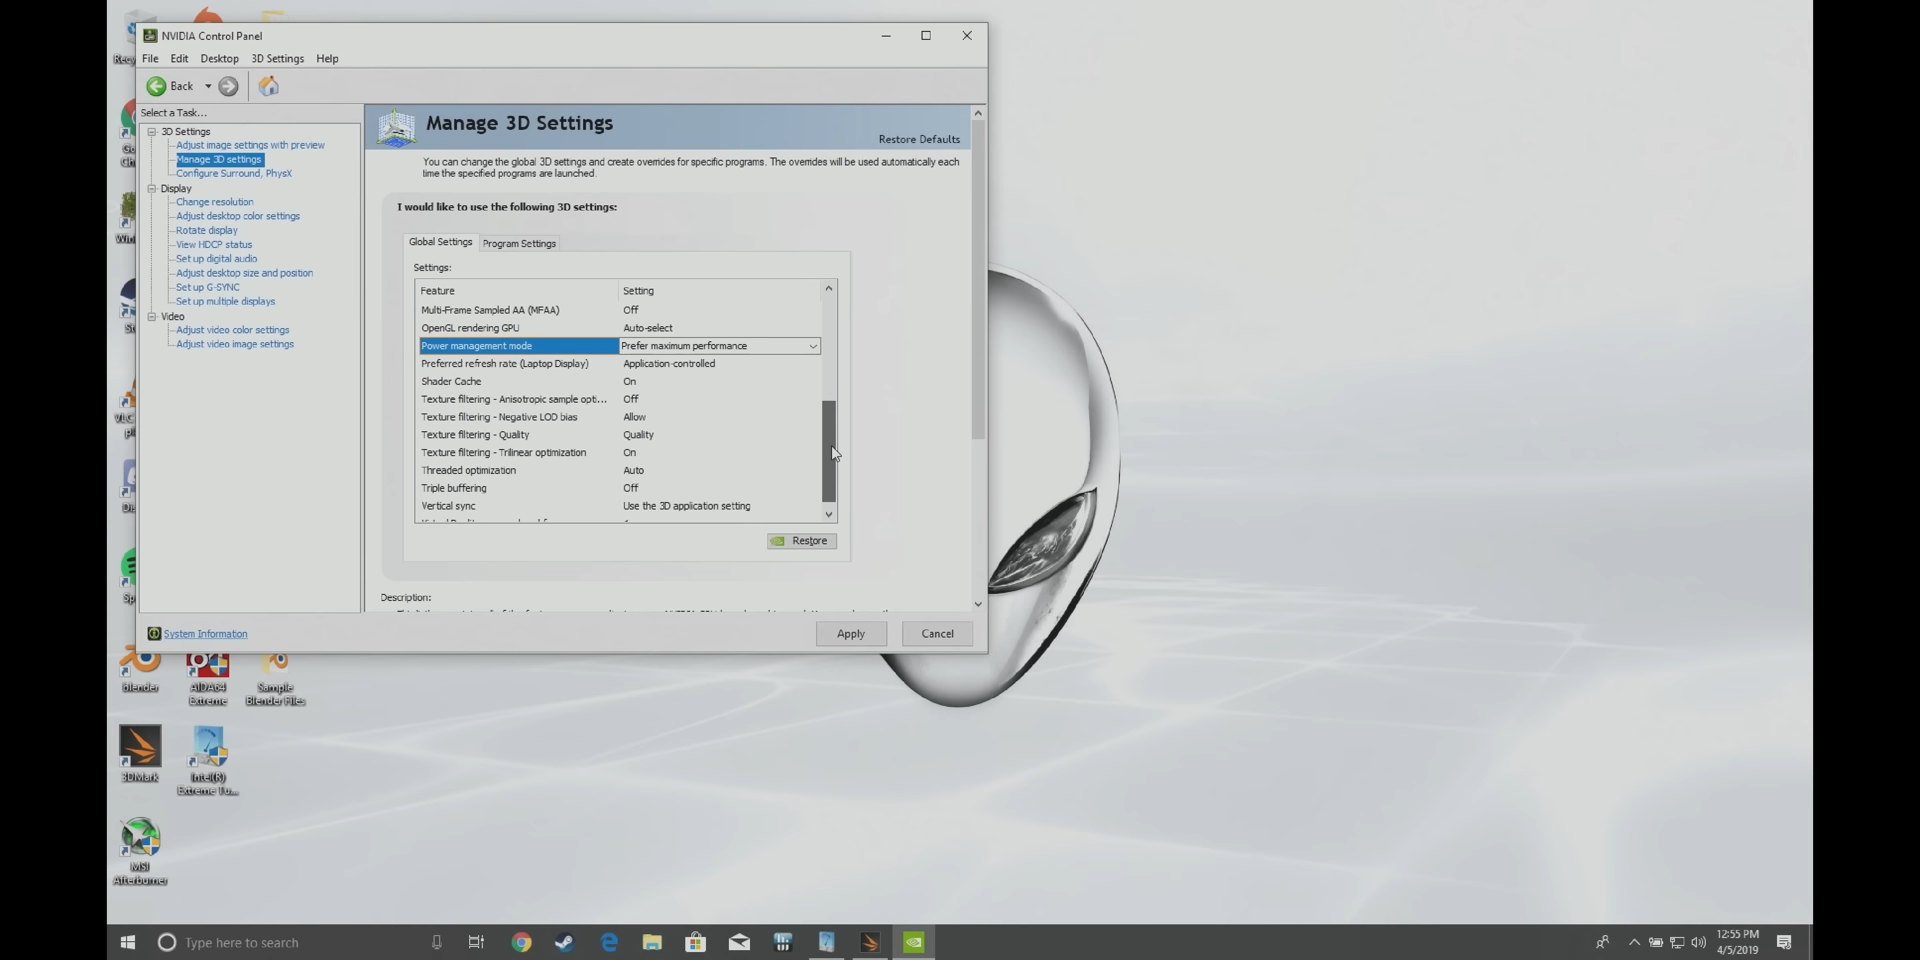 NVIDIA Control Panel
File Edit Desktop 3D Settings Help
Back
Select a Task...
3D Settings
Adjust image settings with preview
Manage 3D settings
Configure Surround, PhysX
Display
Change resolution
Adjust desktop color settings
Rotate display
View HDCP status
Set up digital audio
Adjust desktop size and position
Set up G-SYNC
Set up multiple displays
Video
Adjust video color settings
Adjust video image settings
System Information
Manage 3D Settings
Restore Defaults
You can change the global 3D settings and create overrides for specific programs. The overrides will be used automatically each
time the specified programs are launched.
I would like to use the following 3D settings:
Global Settings Program Settings
Settings:
Feature Setting
Multi-Frame Sampled AA (MFAA) Off
OpenGL rendering GPU Auto-select
Power management mode Prefer maximum performance
Preferred refresh rate (Laptop Display) Application-controlled
Shader Cache On
Texture filtering - Anisotropic sample opti... Off
Texture filtering - Negative LOD bias Allow
Texture filtering - Quality Quality
Texture filtering - Trilinear optimization On
Threaded optimization Auto
Triple buffering Off
Vertical sync Use the 3D application setting
Restore
Description:
Apply Cancel
blender
AIDA64
Extreme
Sample
Blender Files
3DMark
Intel(R)
Extreme Tu...
MSI
Afterburner
Type here to search
12:55 PM
4/5/2019